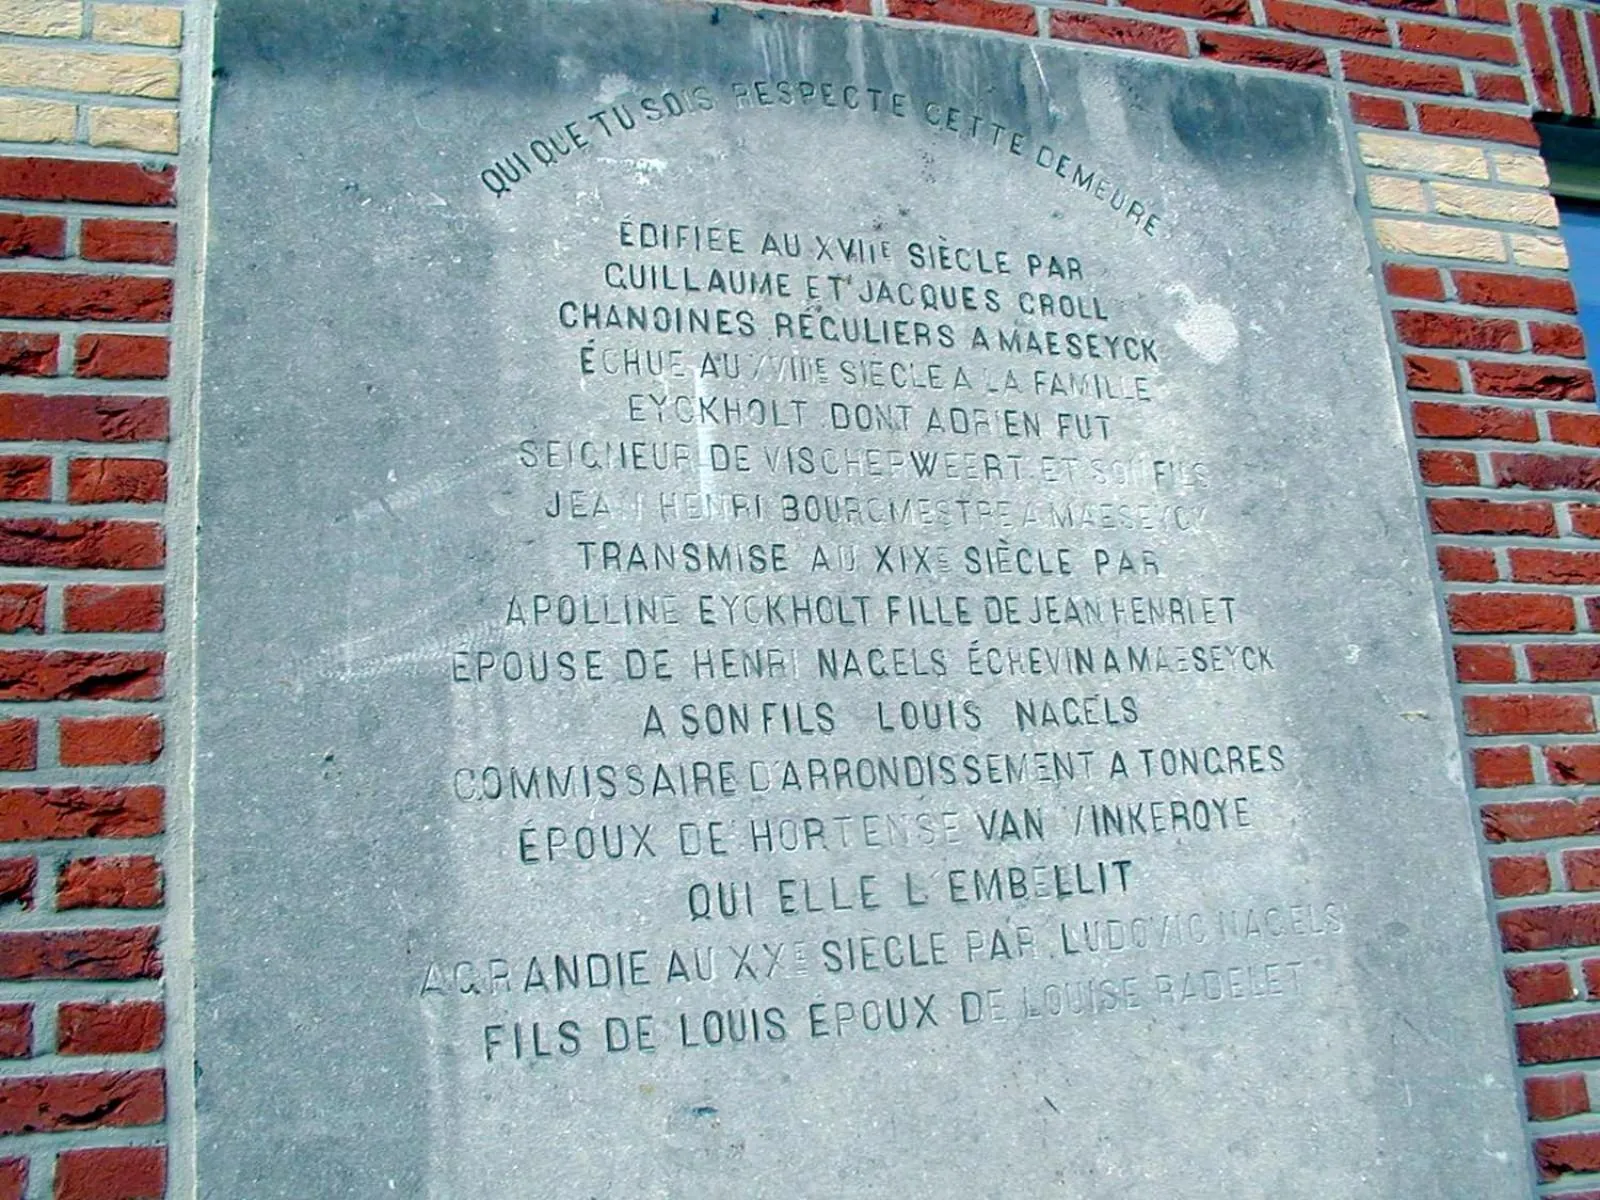 QUI QUE TU SOIS RESPECTE CETTE DEMEURE
ÉDIFIÉE AU XVIIE SIÈCLE PAR
GUILLAUME ET JACQUES CROLL
CHANOINES RÉGULIERS A MAESEYCK
ÉCHUE AU XVIIIE SIÈCLE A LA FAMILLE
EYCKHOLT DONT ADRIEN FUT
SEIGNEUR DE VISCHERWEERT ET SON FILS
JEAN HENRI BOURGMESTRE A MAESEYCK
TRANSMISE AU XIXE SIÈCLE PAR
APOLLINE EYCKHOLT FILLE DE JEAN HENRI ET
ÉPOUSE DE HENRI NAGELS ÉCHEVIN A MAESEYCK
A SON FILS LOUIS NAGELS
COMMISSAIRE D'ARRONDISSEMENT A TONGRES
ÉPOUX DE HORTENSE VAN VINKEROYE
QUI ELLE L'EMBELLIT
AGRANDIE AU XXE SIÈCLE PAR LUDOVIC NAGELS
FILS DE LOUIS ÉPOUX DE LOUISE RADELET